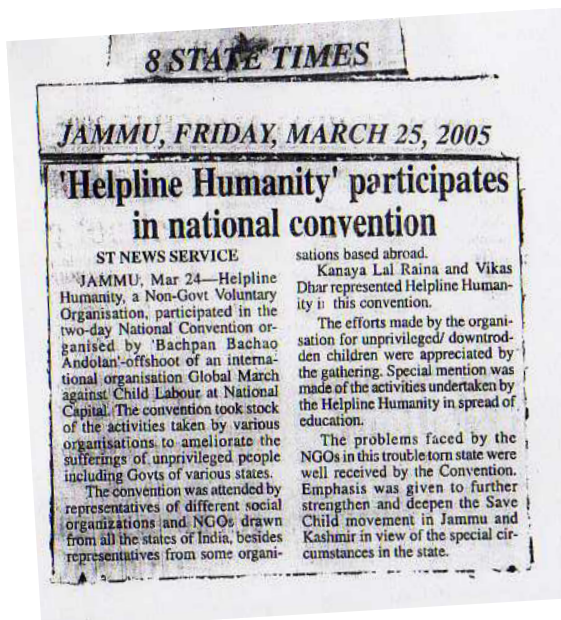 8 STATE TIMES
JAMMU, FRIDAY, MARCH 25, 2005
'Helpline Humanity' participates
in national convention
ST NEWS SERVICE
JAMMU, Mar 24—Helpline
Humanity, a Non-Govt Voluntary
Organisation, participated in the
two-day National Convention or-
ganised by 'Bachpan Bachao
Andolan'-offshoot of an interna-
tional organisation Global March
against Child Labour at National
Capital. The convention took stock
of the activities taken by various
organisations to ameliorate the
sufferings of unprivileged people
including Govts of various states.
The convention was attended by
representatives of different social
organizations and NGOs drawn
from all the states of India, besides
representatives from some organi-
sations based abroad.
Kanaya Lal Raina and Vikas
Dhar represented Helpline Human-
ity in this convention.
The efforts made by the organi-
sation for unprivileged/ downtrod-
den children were appreciated by
the gathering. Special mention was
made of the activities undertaken by
the Helpline Humanity in spread of
education.
The problems faced by the
NGOs in this trouble torn state were
well received by the Convention.
Emphasis was given to further
strengthen and deepen the Save
Child movement in Jammu and
Kashmir in view of the special cir-
cumstances in the state.